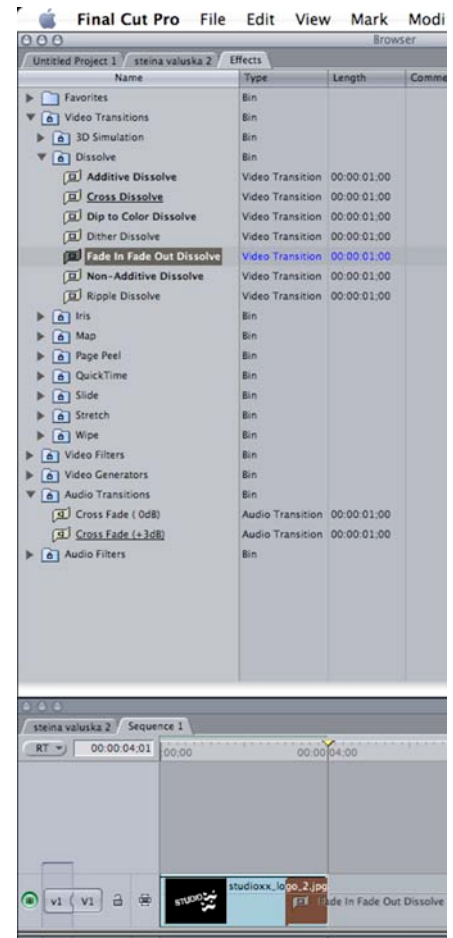 Final Cut Pro File Edit View Mark Modi
Browser
Untitled Project 1 steina valuska 2 Effects
Name Type Length Comme
Favorites Bin
Video Transitions Bin
3D Simulation Bin
Dissolve Bin
Additive Dissolve Video Transition 00:00:01;00
Cross Dissolve Video Transition 00:00:01;00
Dip to Color Dissolve Video Transition 00:00:01;00
Dither Dissolve Video Transition 00:00:01;00
Fade In Fade Out Dissolve Video Transition 00:00:01;00
Non-Additive Dissolve Video Transition 00:00:01;00
Ripple Dissolve Video Transition 00:00:01;00
Iris Bin
Map Bin
Page Peel Bin
QuickTime Bin
Slide Bin
Stretch Bin
Wipe Bin
Video Filters Bin
Video Generators Bin
Audio Transitions Bin
Cross Fade ( 0dB) Audio Transition 00:00:01;00
Cross Fade (+3dB) Audio Transition 00:00:01;00
Audio Filters Bin
steina valuska 2 Sequence 1
RT 00:00:04;01 00:00 00:00:04;00
studioxx_logo_2.jpg
v1 V1 STUDIO Fade In Fade Out Dissolve